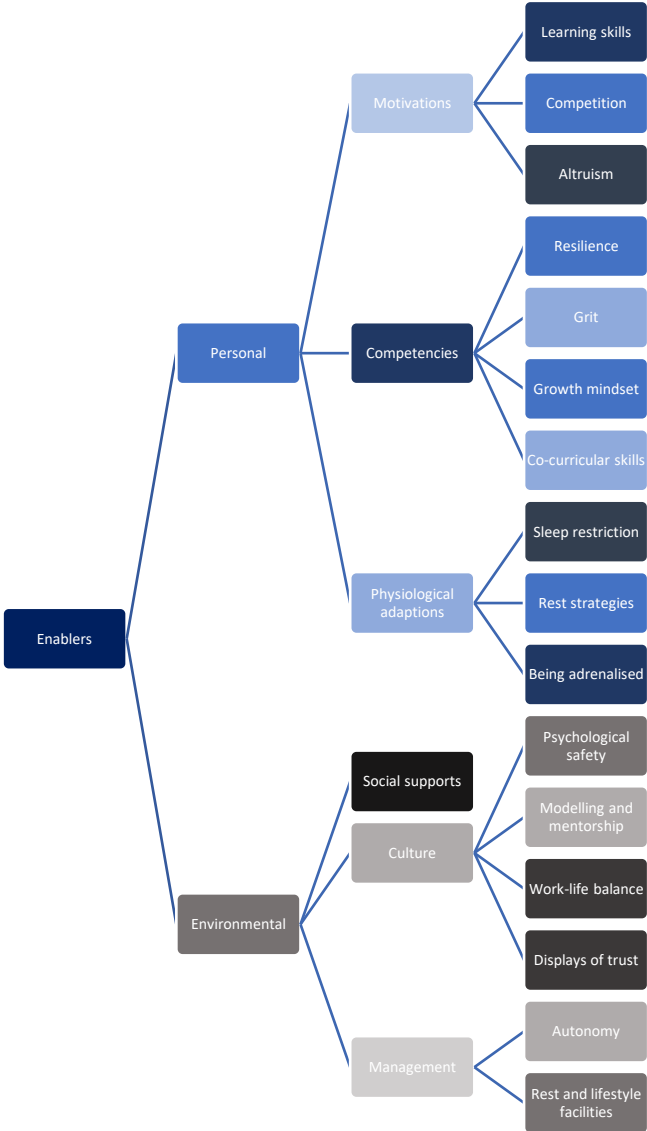 Learning skills
Motivations
Competition
Altruism
Resilience
Grit
Personal
Competencies
Growth mindset
Co-curricular skills
Sleep restriction
Physiological
adaptions
Rest strategies
Enablers
Being adrenalised
Psychological
safety
Social supports
Modelling and
mentorship
Culture
Work-life balance
Environmental
Displays of trust
Autonomy
Management
Rest and lifestyle
facilities